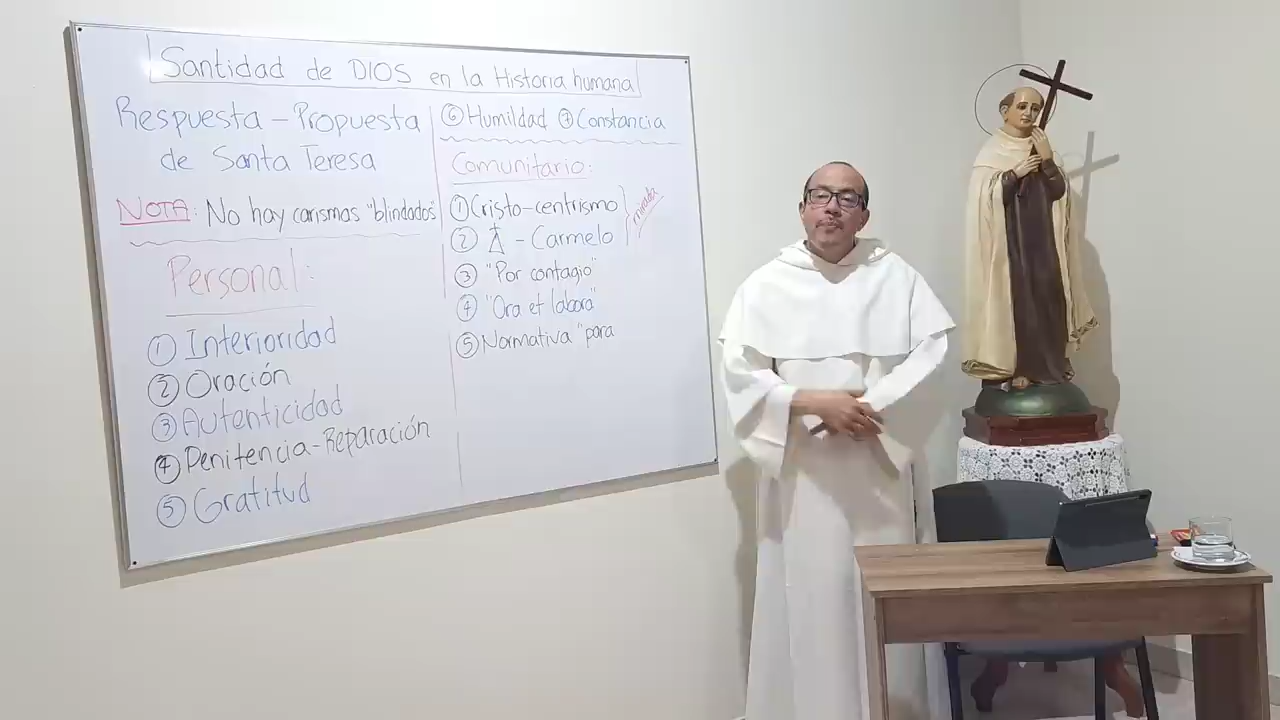 Santidad de DIOS en la Historia humana
Respuesta - Propuesta
de Santa Teresa
NOTA: No hay carismas "blindados"
Personal:
① Interioridad
② Oración
③ Autenticidad
④ Penitencia-Reparación
⑤ Gratitud
⑥ Humildad ⑦ Constancia
Comunitario:
① Cristo-centrismo
② - Carmelo
③ "Por contagio"
④ "Ora et labora"
⑤ Normativa "para